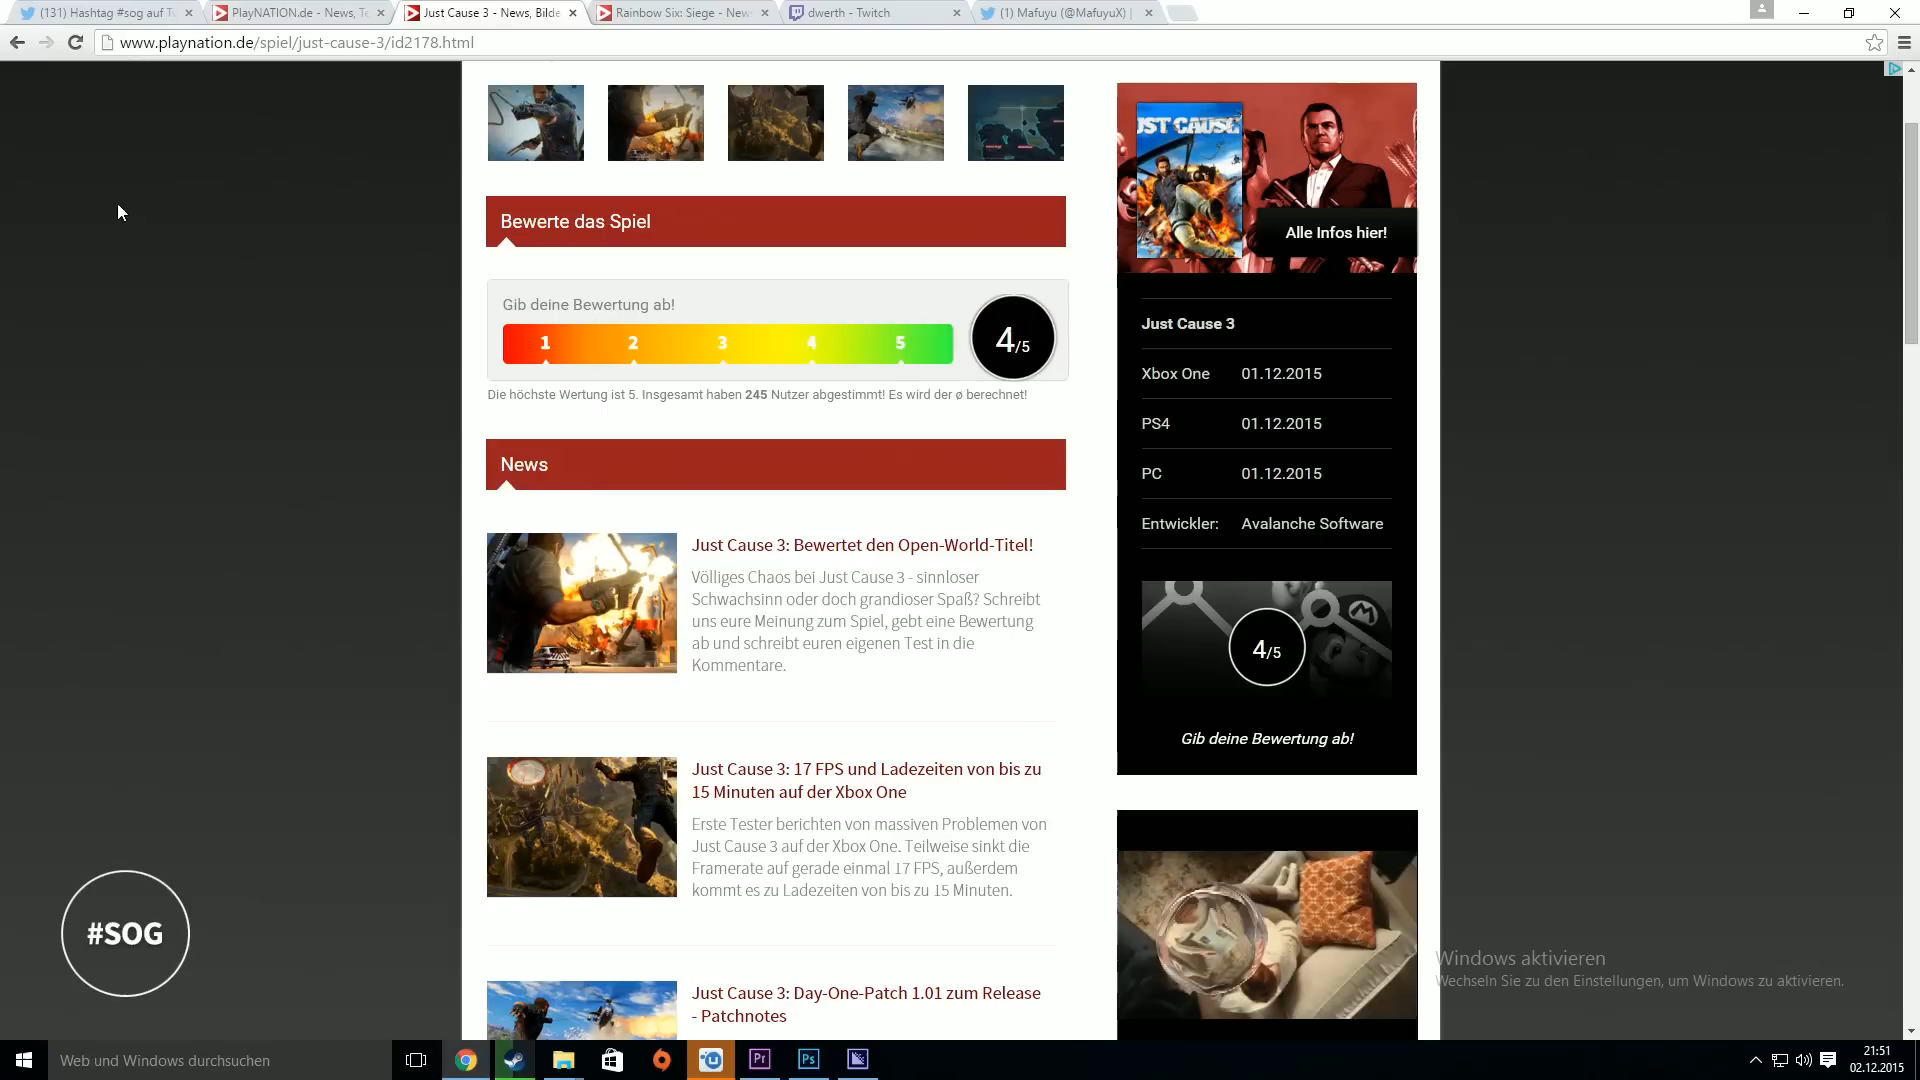 (131) Hashtag #sog auf Tw
PlayNATION.de - News, Te
Just Cause 3 - News, Bilde
Rainbow Six: Siege - News
dwerth - Twitch
(1) Mafuyu (@MafuyuX) |
www.playnation.de/spiel/just-cause-3/id2178.html
Bewerte das Spiel
Gib deine Bewertung ab!
1 2 3 4 5
4/5
Die höchste Wertung ist 5. Insgesamt haben 245 Nutzer abgestimmt! Es wird der ø berechnet!
News
Just Cause 3: Bewertet den Open-World-Titel!
Völliges Chaos bei Just Cause 3 - sinnloser
Schwachsinn oder doch grandioser Spaß? Schreibt
uns eure Meinung zum Spiel, gebt eine Bewertung
ab und schreibt euren eigenen Test in die
Kommentare.
Just Cause 3: 17 FPS und Ladezeiten von bis zu
15 Minuten auf der Xbox One
Erste Tester berichten von massiven Problemen von
Just Cause 3 auf der Xbox One. Teilweise sinkt die
Framerate auf gerade einmal 17 FPS, außerdem
kommt es zu Ladezeiten von bis zu 15 Minuten.
Just Cause 3: Day-One-Patch 1.01 zum Release
- Patchnotes
JUST CAUSE
Alle Infos hier!
Just Cause 3
Xbox One 01.12.2015
PS4 01.12.2015
PC 01.12.2015
Entwickler: Avalanche Software
4/5
Gib deine Bewertung ab!
#SOG
Windows aktivieren
Wechseln Sie zu den Einstellungen, um Windows zu aktivieren.
Web und Windows durchsuchen
Pr
Ps
21:51
02.12.2015